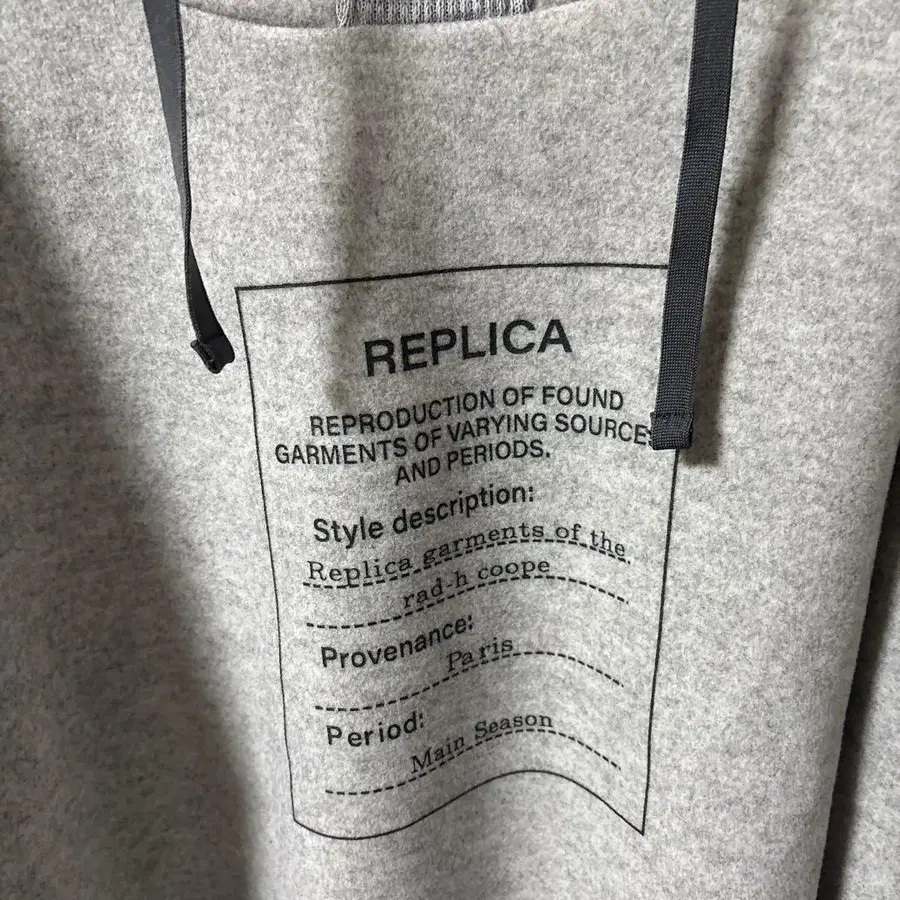 REPLICA
REPRODUCTION OF FOUND
GARMENTS OF VARYING SOURCES
AND PERIODS.
Style description:
Replica garments of the
rad-h coope
Provenance:
Paris
Period:
Main Season